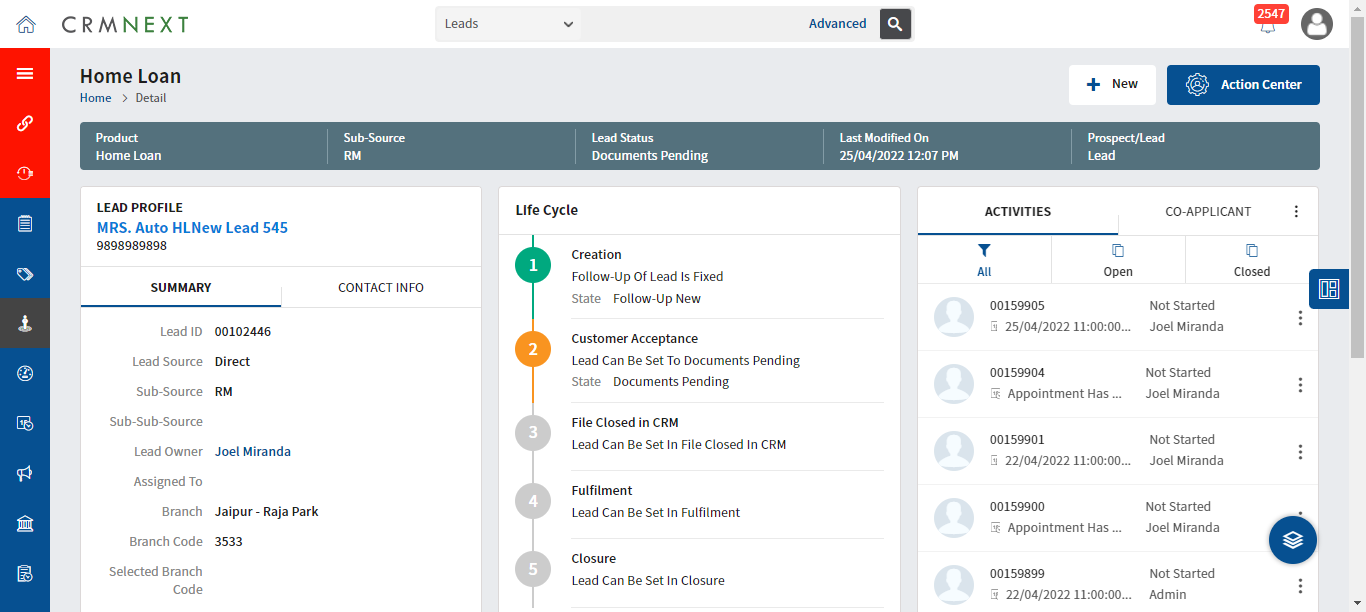 CRMNEXT
Leads
Advanced
2547
Home Loan
Home > Detail
New
Action Center
Product
Home Loan
Sub-Source
RM
Lead Status
Documents Pending
Last Modified On
25/04/2022 12:07 PM
Prospect/Lead
Lead
LEAD PROFILE
MRS. Auto HLNew Lead 545
9898989898
SUMMARY
CONTACT INFO
Lead ID 00102446
Lead Source Direct
Sub-Source RM
Sub-Sub-Source
Lead Owner Joel Miranda
Assigned To
Branch Jaipur - Raja Park
Branch Code 3533
Selected Branch
Code
Life Cycle
1
Creation
Follow-Up Of Lead Is Fixed
State Follow-Up New
2
Customer Acceptance
Lead Can Be Set To Documents Pending
State Documents Pending
3
File Closed in CRM
Lead Can Be Set In File Closed In CRM
4
Fulfilment
Lead Can Be Set In Fulfilment
5
Closure
Lead Can Be Set In Closure
ACTIVITIES
CO-APPLICANT
All
Open
Closed
00159905 Not Started
25/04/2022 11:00:00... Joel Miranda
00159904 Not Started
Appointment Has ... Joel Miranda
00159901 Not Started
22/04/2022 11:00:00... Joel Miranda
00159900 Not Started
Appointment Has ... Joel Miranda
00159899 Not Started
22/04/2022 11:00:00... Admin